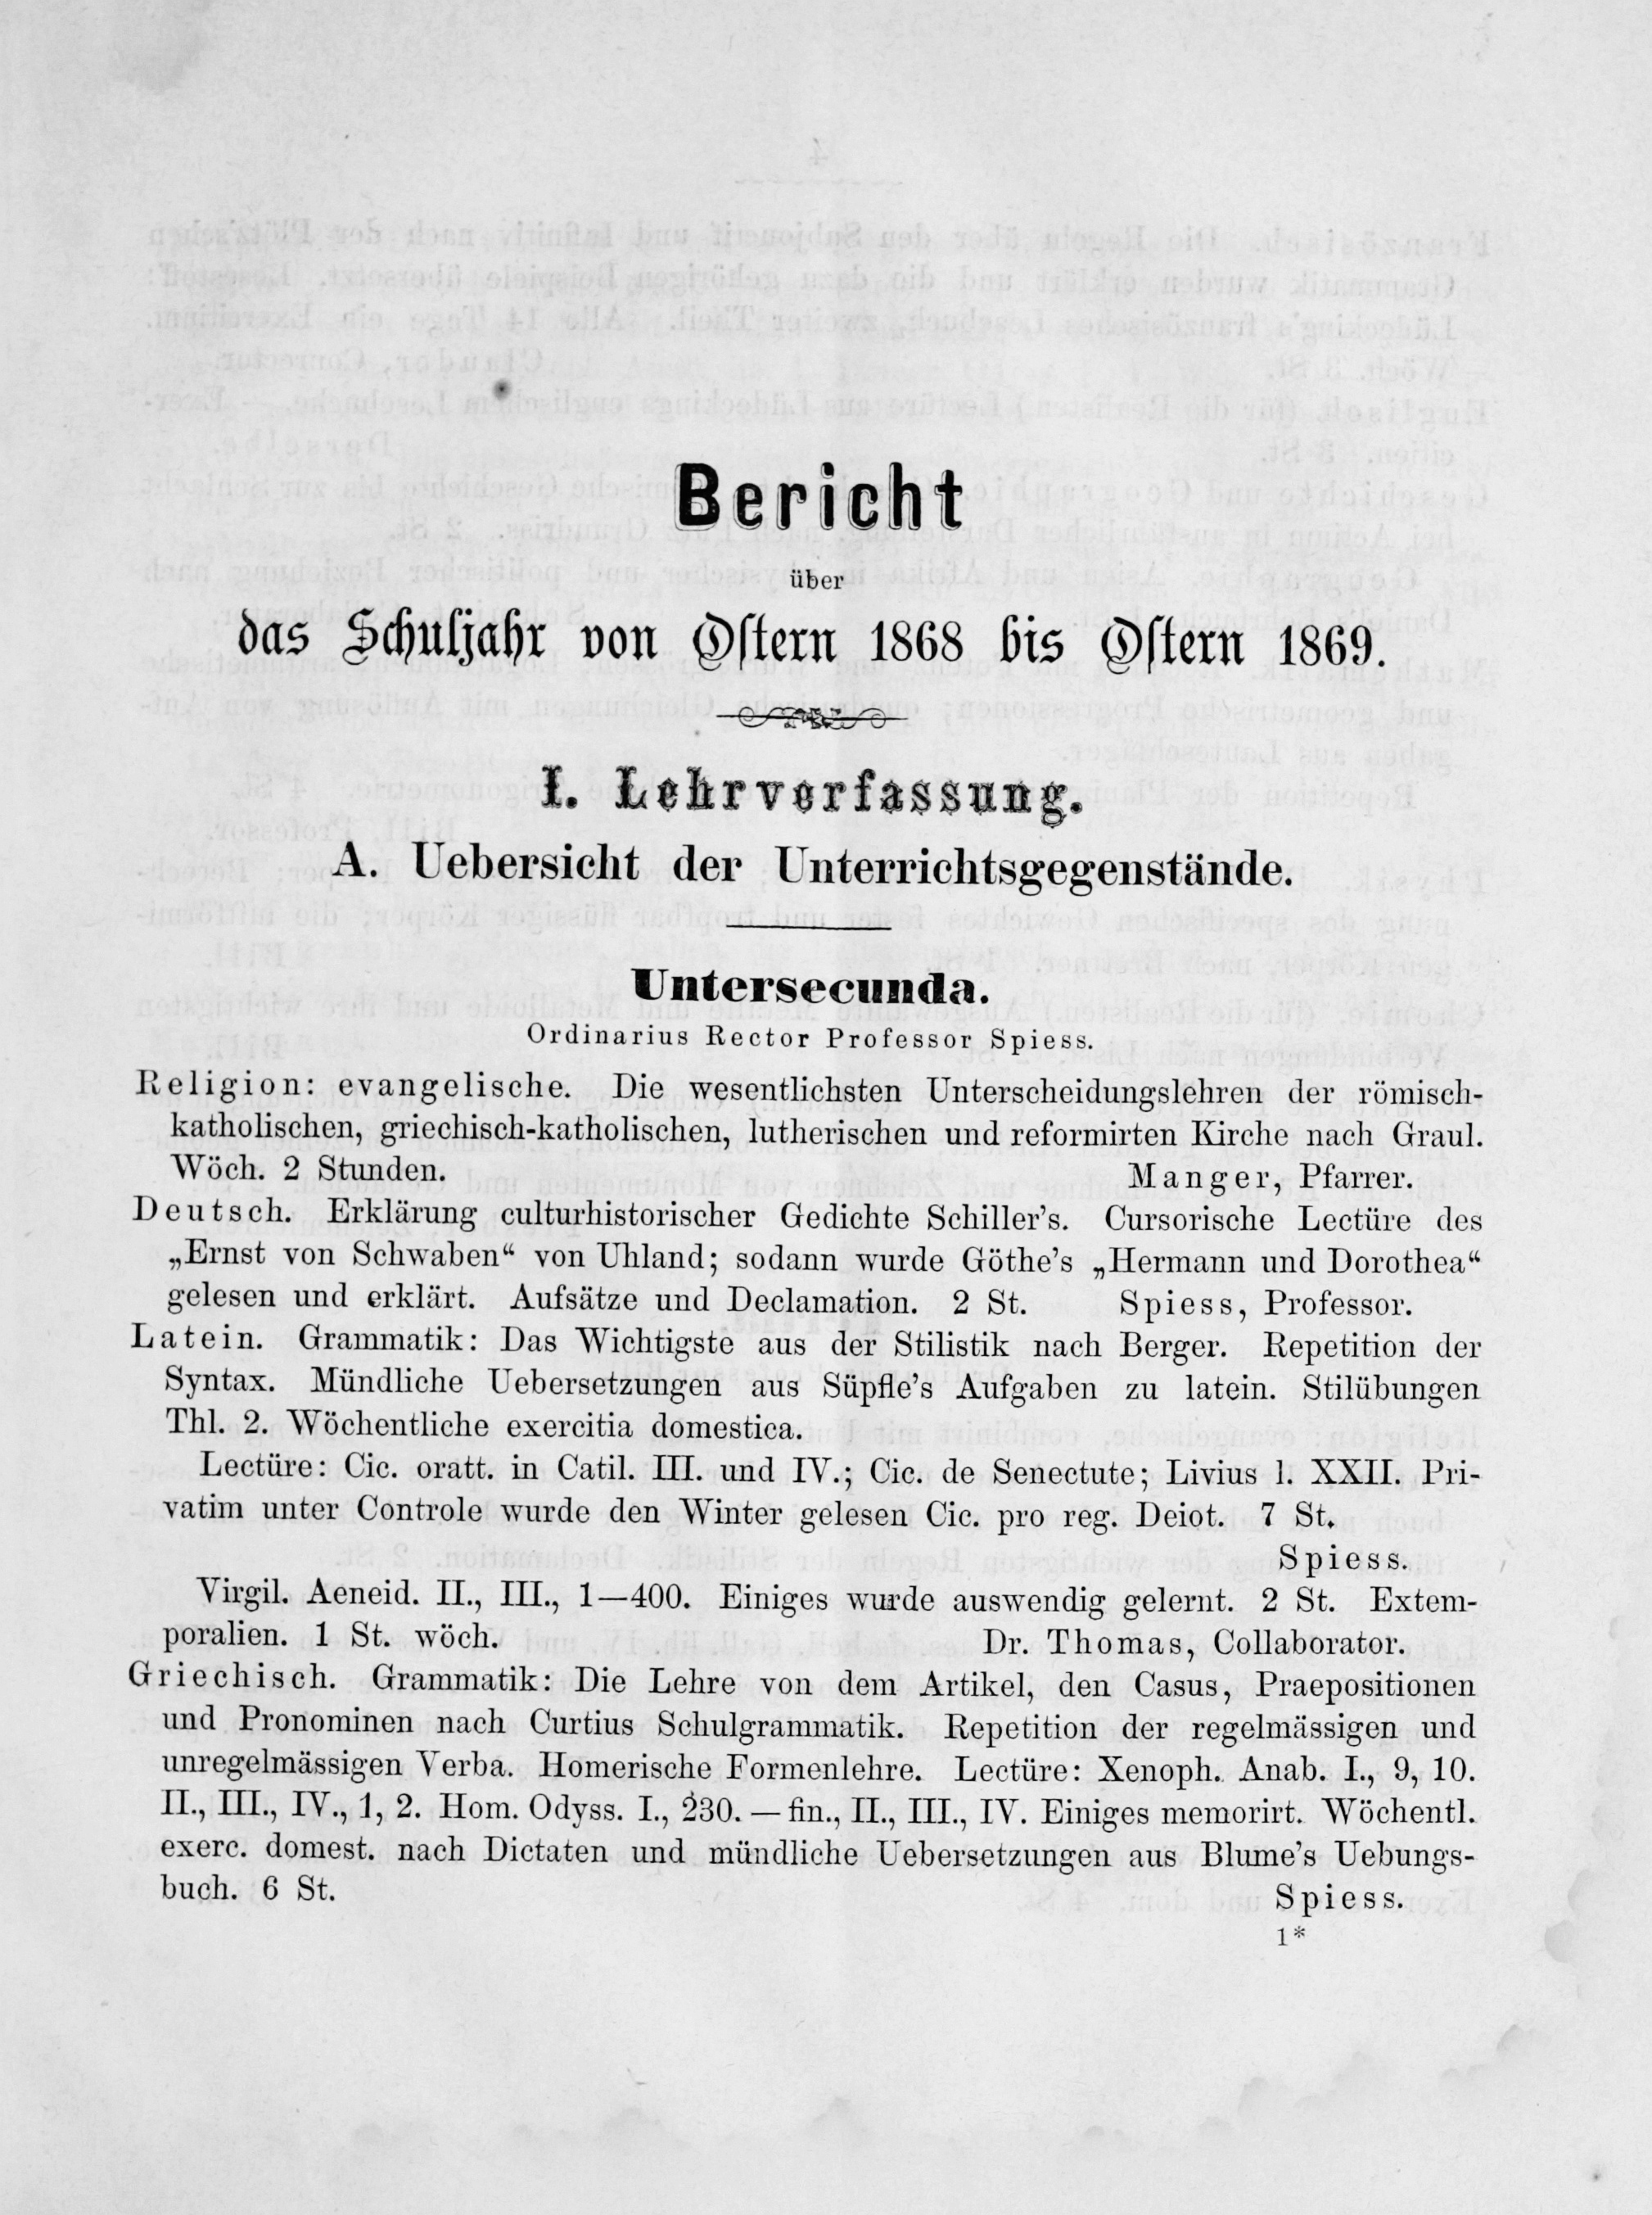 Bericht
über
das Schuljahr von Ostern 1868 bis Ostern 1869.
I. Lehrverfassung.
A. Uebersicht der Unterrichtsgegenstände.
Untersecunda.
Ordinarius Rector Professor Spiess.
Religion: evangelische. Die wesentlichsten Unterscheidungslehren der römisch-
katholischen, griechisch-katholischen, lutherischen und reformirten Kirche nach Graul.
Wöch. 2 Stunden. Manger, Pfarrer.
Deutsch. Erklärung culturhistorischer Gedichte Schiller's. Cursorische Lectüre des
„Ernst von Schwaben“ von Uhland; sodann wurde Göthe's „Hermann und Dorothea“
gelesen und erklärt. Aufsätze und Declamation. 2 St. Spiess, Professor.
Latein. Grammatik: Das Wichtigste aus der Stilistik nach Berger. Repetition der
Syntax. Mündliche Uebersetzungen aus Süpfle's Aufgaben zu latein. Stilübungen
Thl. 2. Wöchentliche exercitia domestica.
Lectüre: Cic. oratt. in Catil. III. und IV.; Cic. de Senectute; Livius l. XXII. Pri-
vatim unter Controle wurde den Winter gelesen Cic. pro reg. Deiot. 7 St.
Spiess.
Virgil. Aeneid. II., III., 1—400. Einiges wurde auswendig gelernt. 2 St. Extem-
poralien. 1 St. wöch. Dr. Thomas, Collaborator.
Griechisch. Grammatik: Die Lehre von dem Artikel, den Casus, Praepositionen
und Pronominen nach Curtius Schulgrammatik. Repetition der regelmässigen und
unregelmässigen Verba. Homerische Formenlehre. Lectüre: Xenoph. Anab. I., 9, 10.
II., III., IV., 1, 2. Hom. Odyss. I., 230. — fin., II., III., IV. Einiges memorirt. Wöchentl.
exerc. domest. nach Dictaten und mündliche Uebersetzungen aus Blume's Uebungs-
buch. 6 St. Spiess.
1*